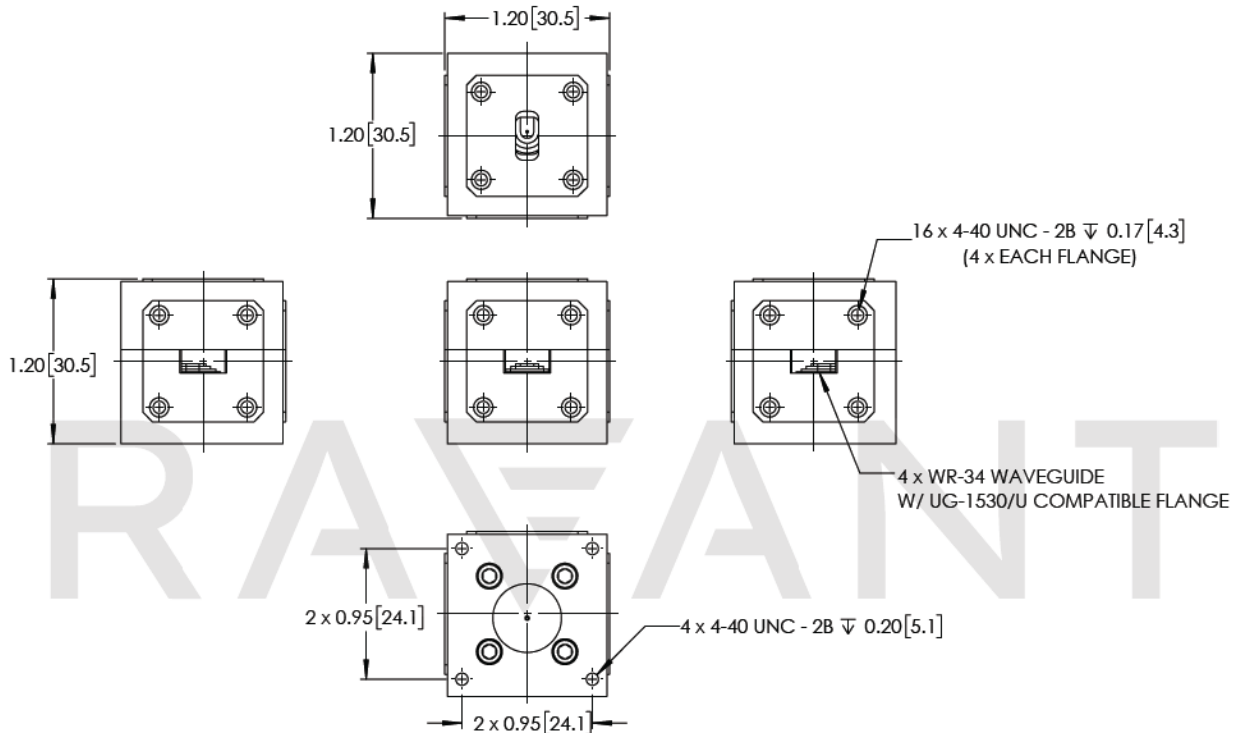 1.20[30.5]
1.20[30.5]
16 x 4-40 UNC - 2B ↧ 0.17[4.3]
(4 x EACH FLANGE)
1.20[30.5]
RAVANT
4 x WR-34 WAVEGUIDE
W/ UG-1530/U COMPATIBLE FLANGE
2 x 0.95[24.1]
4 x 4-40 UNC - 2B ↧ 0.20[5.1]
2 x 0.95[24.1]